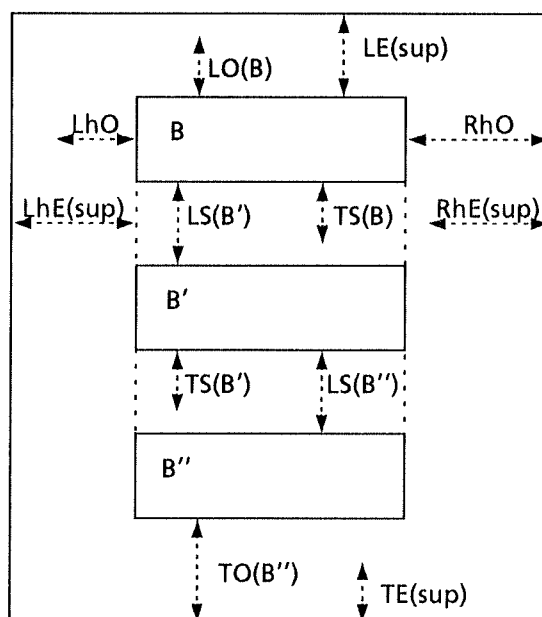 LE(sup)
LO(B)
LhO
B
RhO
LhE(sup)
LS(B')
TS(B)
RhE(sup)
B'
TS(B')
LS(B'')
B''
TO(B'')
TE(sup)